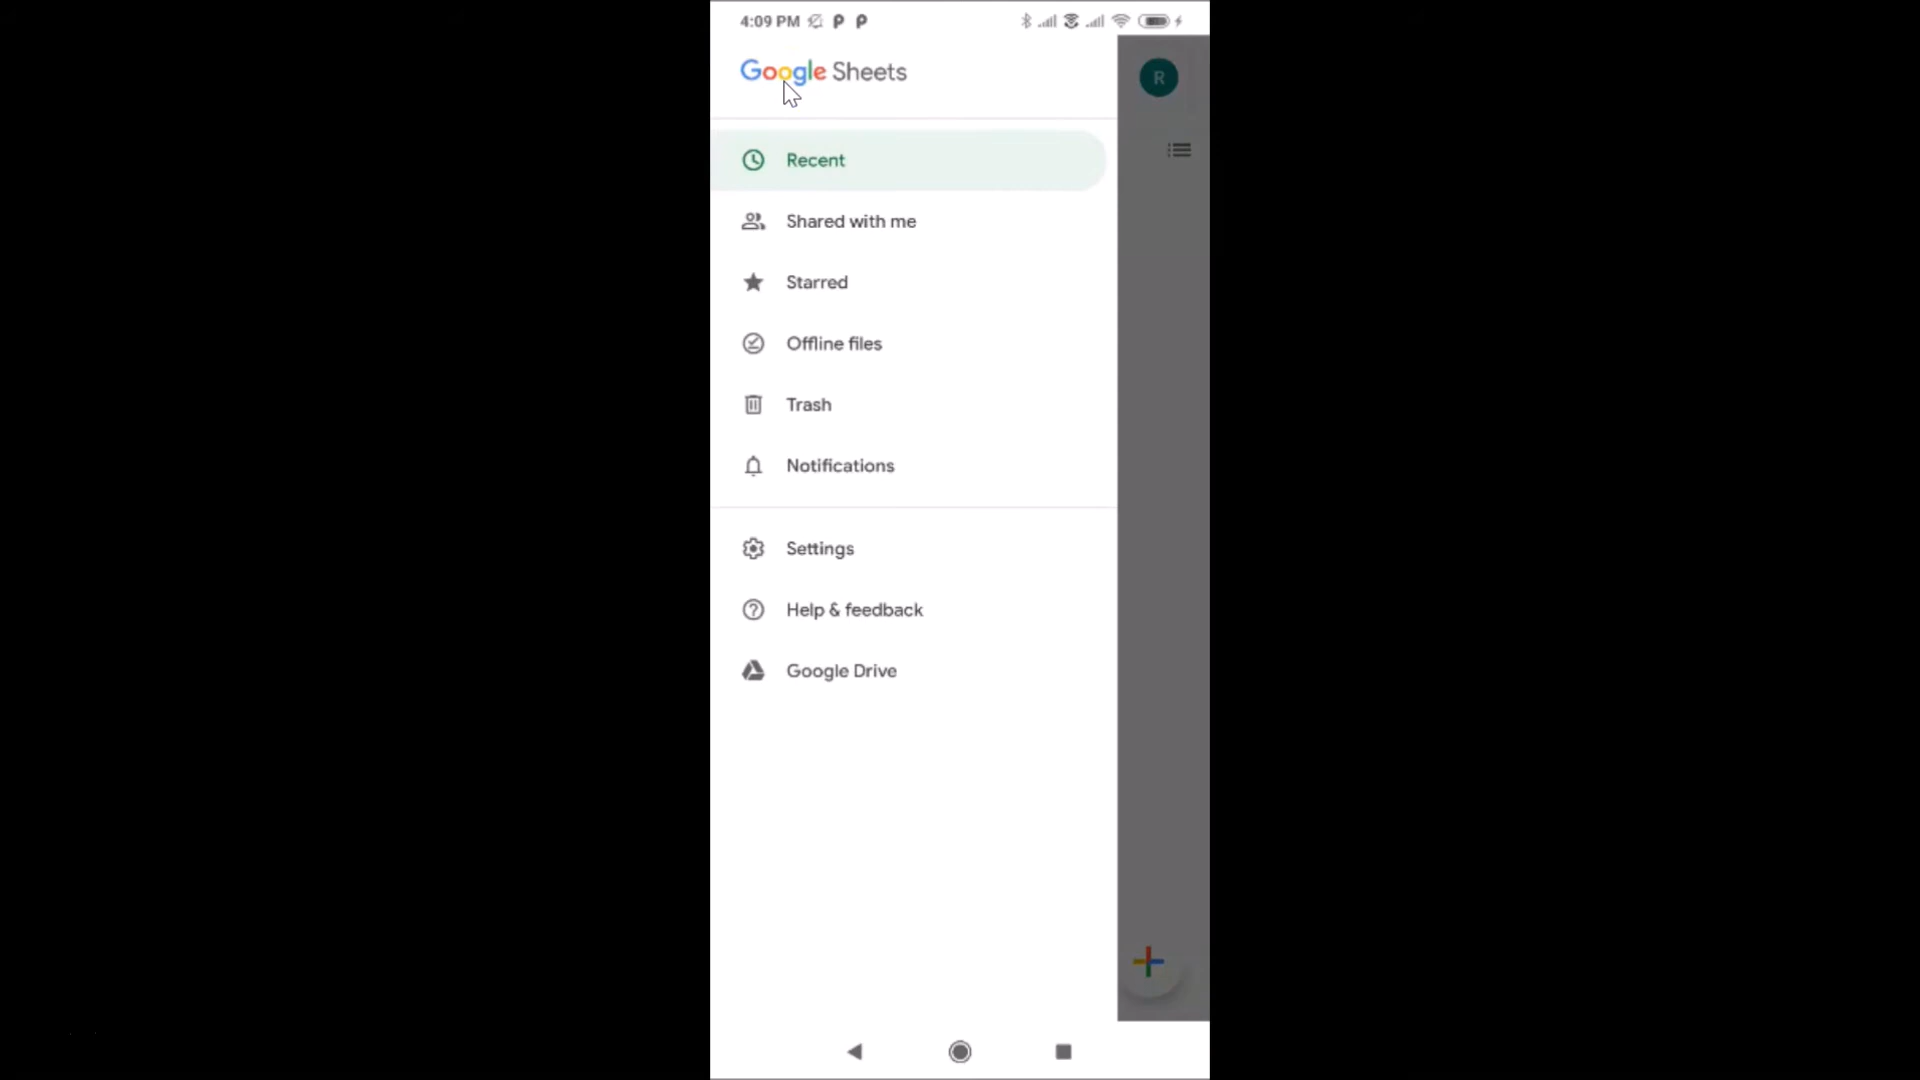 4:09 PM
Google Sheets
R
Recent
Shared with me
Starred
Offline files
Trash
Notifications
Settings
Help & feedback
Google Drive